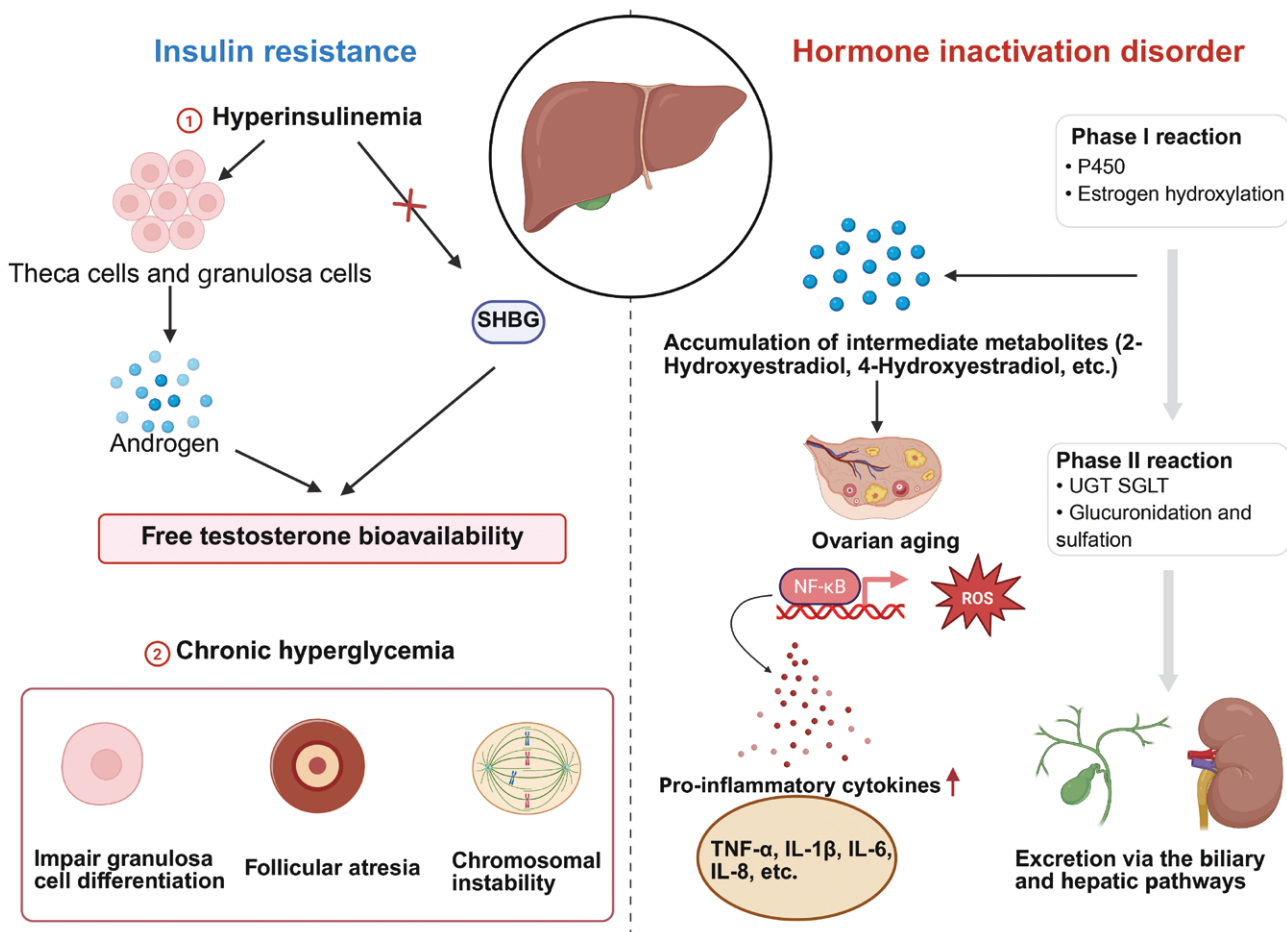 Insulin resistance
① Hyperinsulinemia
Theca cells and granulosa cells
SHBG
Androgen
Free testosterone bioavailability
② Chronic hyperglycemia
Impair granulosa
cell differentiation
Follicular atresia
Chromosomal
instability
Hormone inactivation disorder
Phase I reaction
• P450
• Estrogen hydroxylation
Accumulation of intermediate metabolites (2-
Hydroxyestradiol, 4-Hydroxyestradiol, etc.)
Phase II reaction
• UGT SGLT
• Glucuronidation and
sulfation
Ovarian aging
NF-κB
ROS
Pro-inflammatory cytokines
TNF-α, IL-1β, IL-6,
IL-8, etc.
Excretion via the biliary
and hepatic pathways